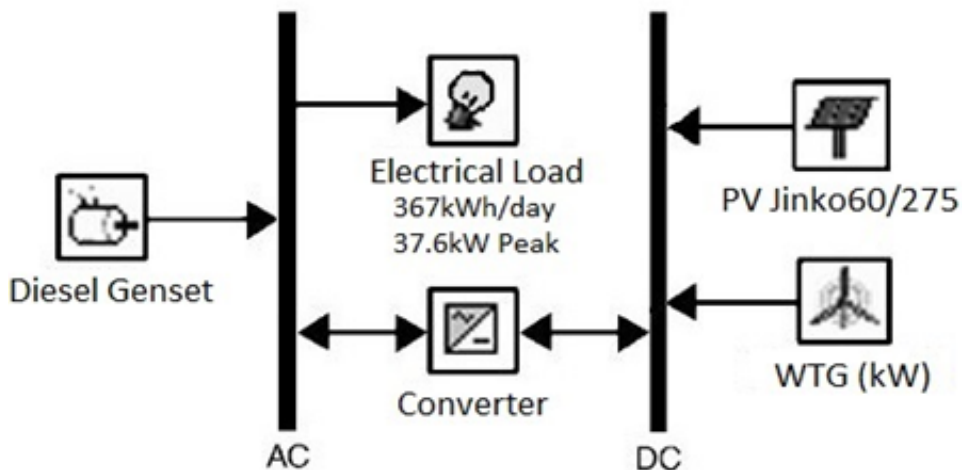 Electrical Load
367kWh/day
37.6kW Peak
PV Jinko60/275
Diesel Genset
WTG (kW)
Converter
AC
DC